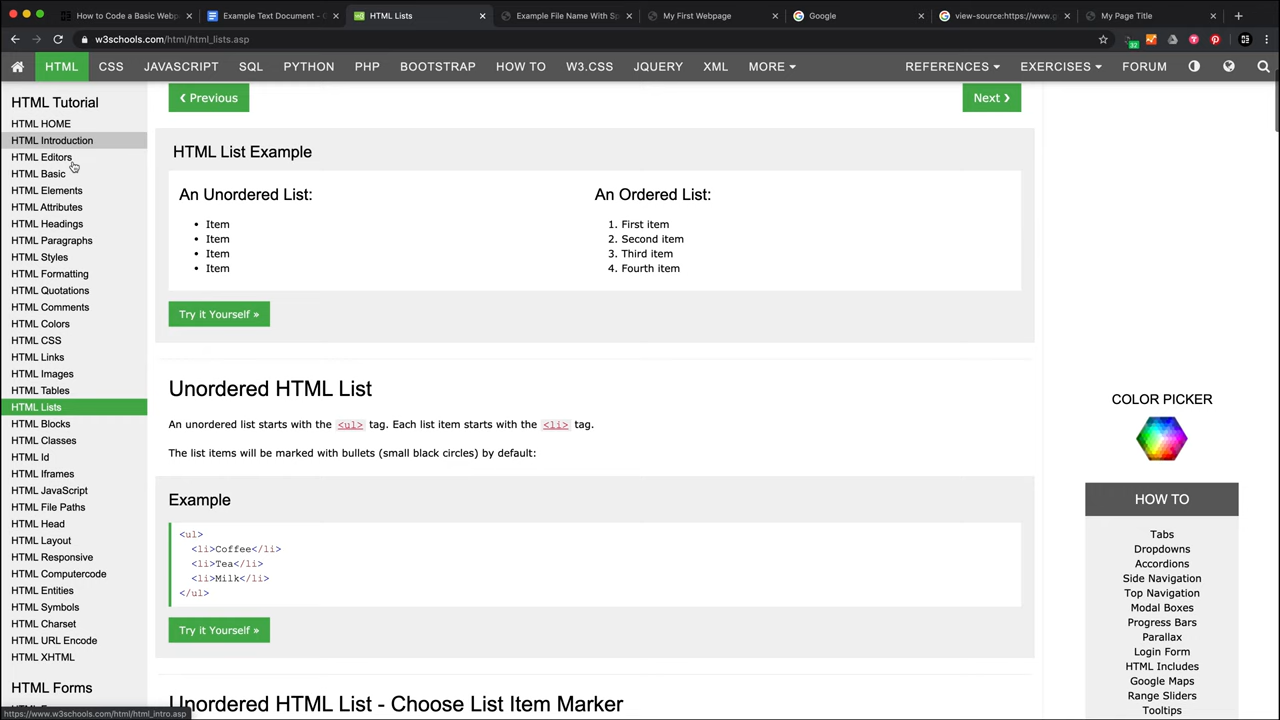 How to Code a Basic Webp
Example Text Document -
HTML Lists
Example File Name With Sp
My First Webpage
Google
view-source:https://www.g
My Page Title
w3schools.com/html/html_lists.asp
32
HTML CSS JAVASCRIPT SQL PYTHON PHP BOOTSTRAP HOW TO W3.CSS JQUERY XML MORE REFERENCES EXERCISES FORUM
HTML Tutorial
HTML HOME
HTML Introduction
HTML Editors
HTML Basic
HTML Elements
HTML Attributes
HTML Headings
HTML Paragraphs
HTML Styles
HTML Formatting
HTML Quotations
HTML Comments
HTML Colors
HTML CSS
HTML Links
HTML Images
HTML Tables
HTML Lists
HTML Blocks
HTML Classes
HTML Id
HTML Iframes
HTML JavaScript
HTML File Paths
HTML Head
HTML Layout
HTML Responsive
HTML Computercode
HTML Entities
HTML Symbols
HTML Charset
HTML URL Encode
HTML XHTML
HTML Forms
https://www.w3schools.com/html/html_intro.asp
❮ Previous
Next ❯
HTML List Example
An Unordered List:
• Item
• Item
• Item
• Item
An Ordered List:
1. First item
2. Second item
3. Third item
4. Fourth item
Try it Yourself »
Unordered HTML List
An unordered list starts with the <ul> tag. Each list item starts with the <li> tag.
The list items will be marked with bullets (small black circles) by default:
Example
<ul>
<li>Coffee</li>
<li>Tea</li>
<li>Milk</li>
</ul>
Try it Yourself »
Unordered HTML List - Choose List Item Marker
COLOR PICKER
HOW TO
Tabs
Dropdowns
Accordions
Side Navigation
Top Navigation
Modal Boxes
Progress Bars
Parallax
Login Form
HTML Includes
Google Maps
Range Sliders
Tooltips